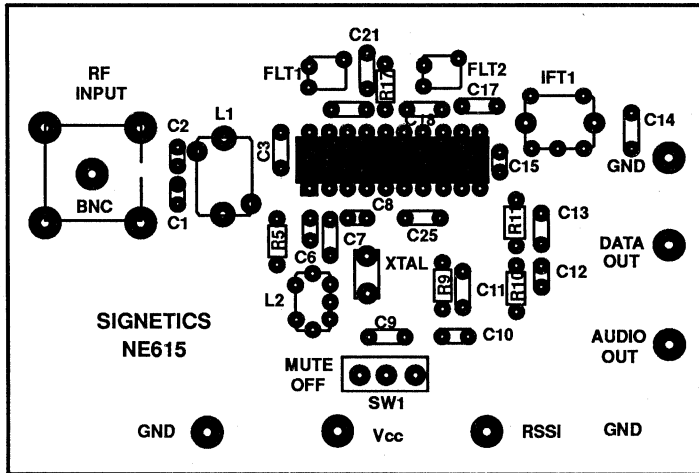 C21
FLT1
R17
FLT2
RF
INPUT
IFT1
C17
L1
C2
C3
C18
C14
C15
GND
BNC
C1
C8
R5
C6
C7
C25
R11
C13
XTAL
DATA
OUT
L2
R9
C11
R10
C12
SIGNETICS
NE615
C9
C10
AUDIO
OUT
MUTE
OFF
SW1
GND
Vcc
RSSI
GND